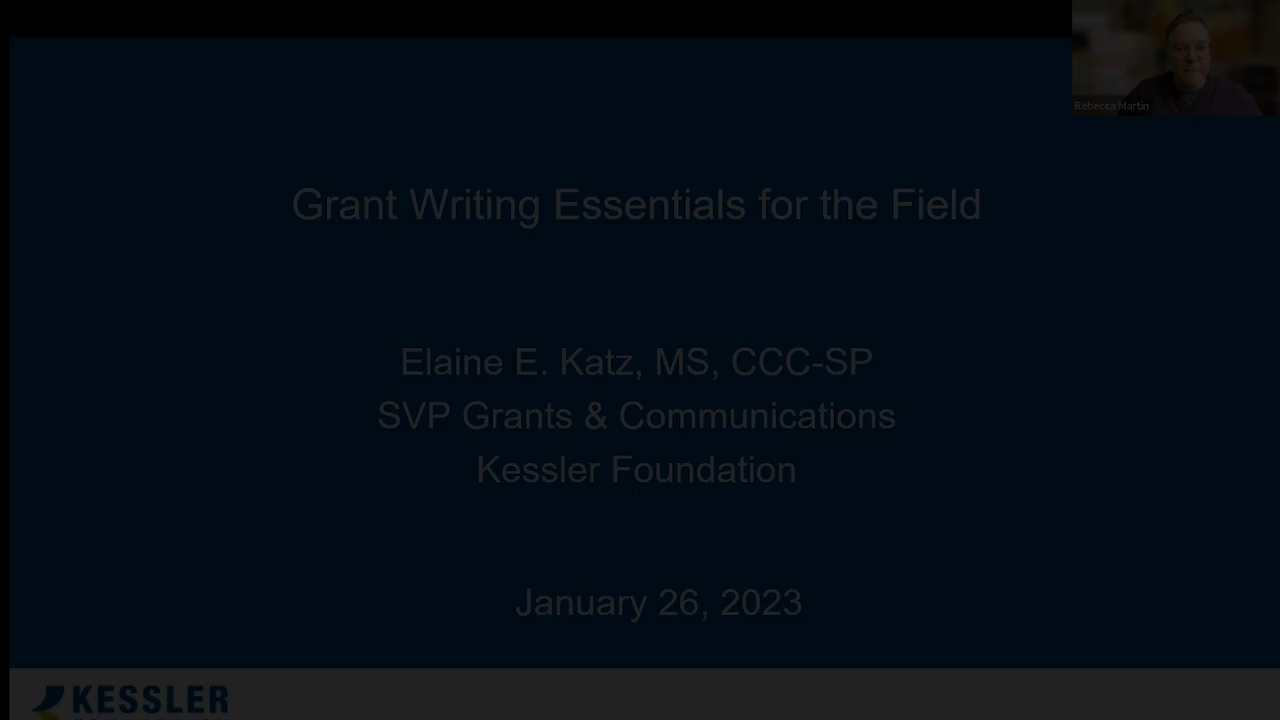 Rebecca Martin
Grant Writing Essentials for the Field
Elaine E. Katz, MS, CCC-SP
SVP Grants & Communications
Kessler Foundation
January 26, 2023
KESSLER